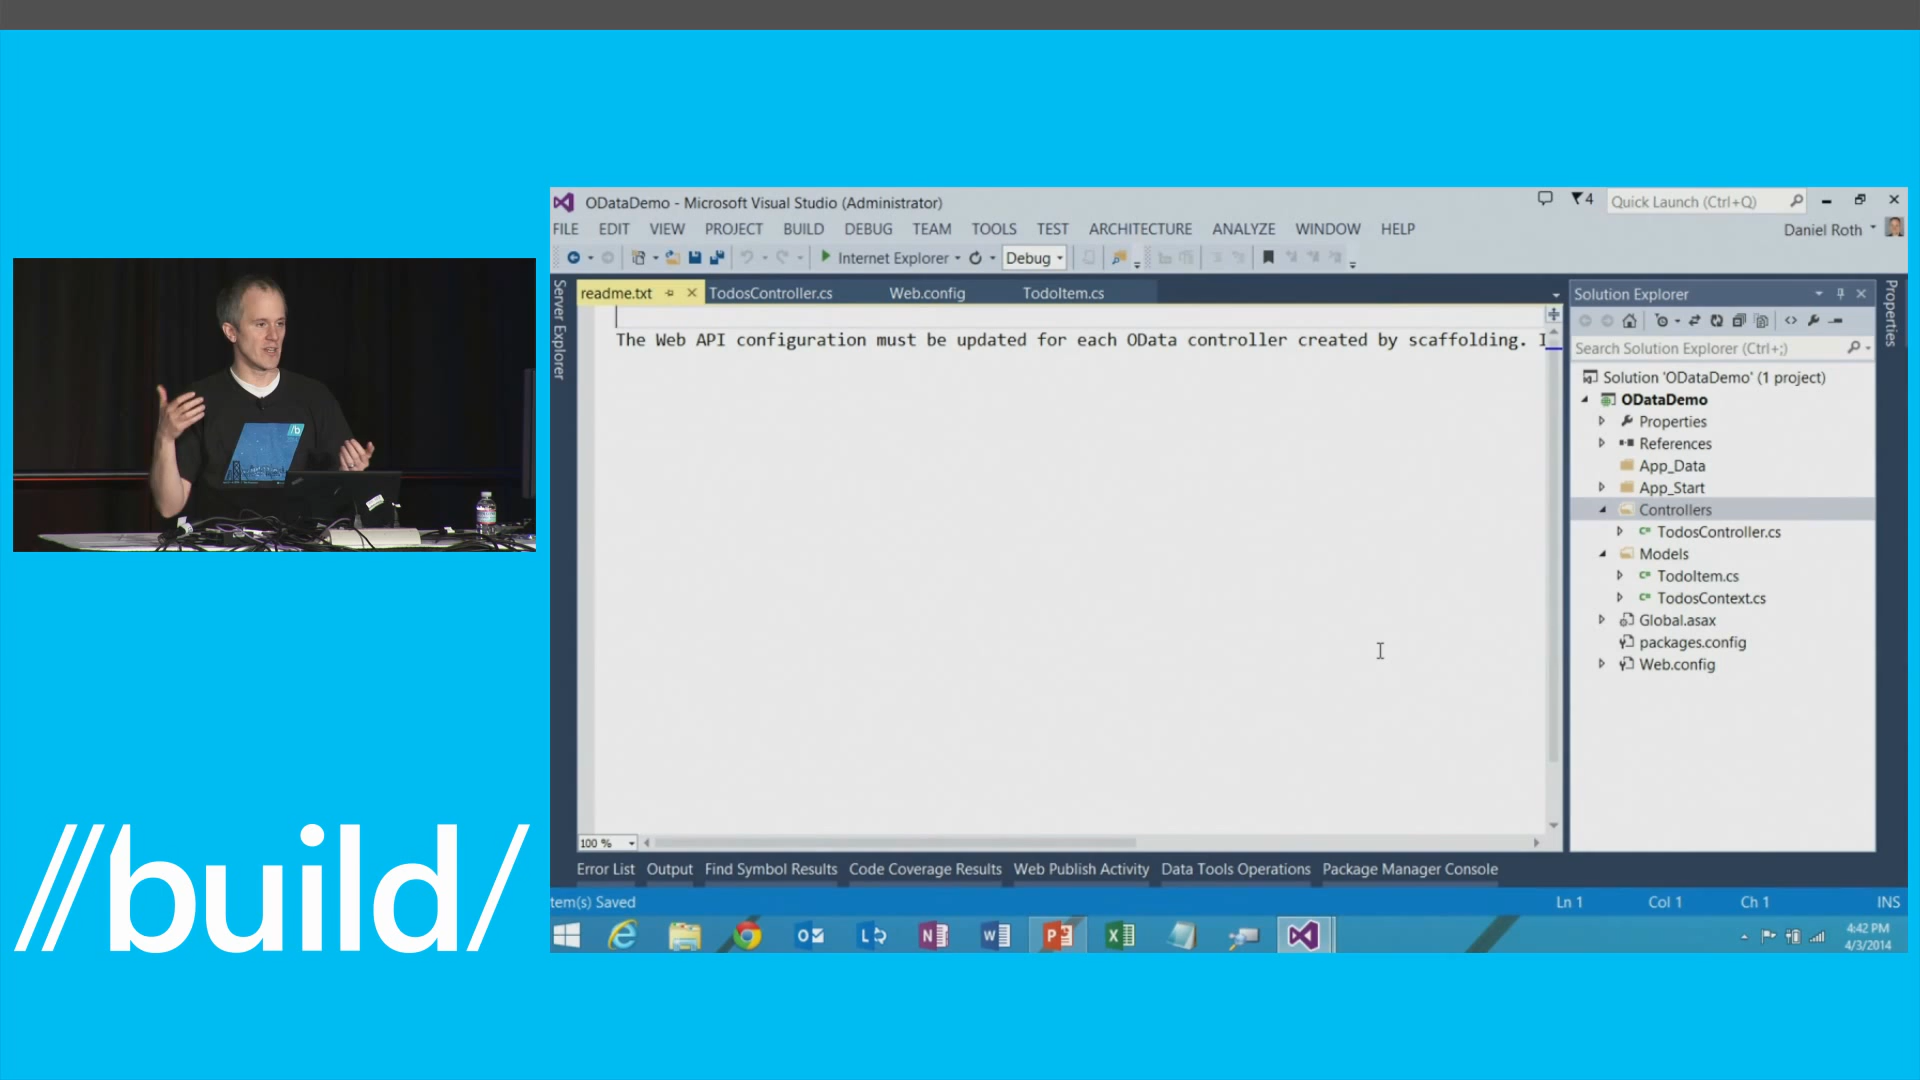 ODataDemo - Microsoft Visual Studio (Administrator)
4
Quick Launch (Ctrl+Q)
FILE EDIT VIEW PROJECT BUILD DEBUG TEAM TOOLS TEST ARCHITECTURE ANALYZE WINDOW HELP
Daniel Roth
Internet Explorer
Debug
Server Explorer
readme.txt
TodosController.cs
Web.config
TodoItem.cs
The Web API configuration must be updated for each OData controller created by scaffolding. I
Solution Explorer
Search Solution Explorer (Ctrl+;)
Solution 'ODataDemo' (1 project)
ODataDemo
Properties
References
App_Data
App_Start
Controllers
TodosController.cs
Models
TodoItem.cs
TodosContext.cs
Global.asax
packages.config
Web.config
Properties
100 %
Error List Output Find Symbol Results Code Coverage Results Web Publish Activity Data Tools Operations Package Manager Console
tem(s) Saved
Ln 1 Col 1 Ch 1 INS
4:42 PM
4/3/2014
//build/